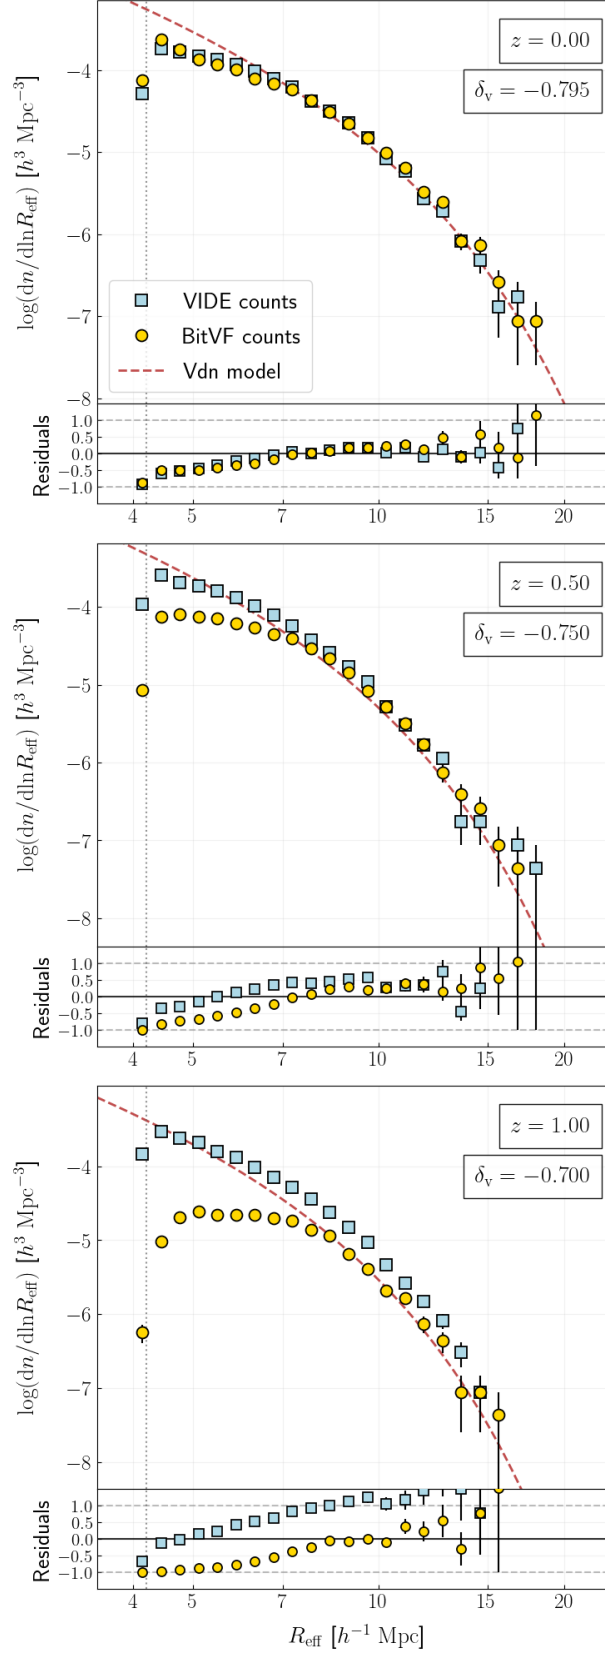 z = 0.00
δv = −0.795
log(dn/dlnReff) [h³ Mpc⁻³]
−4
−5
−6
−7
−8
VIDE counts
BitVF counts
Vdn model
Residuals
1.0
0.5
0.0
−0.5
−1.0
4 5 7 10 15 20
z = 0.50
δv = −0.750
log(dn/dlnReff) [h³ Mpc⁻³]
−4
−5
−6
−7
−8
Residuals
1.0
0.5
0.0
−0.5
−1.0
4 5 7 10 15 20
z = 1.00
δv = −0.700
log(dn/dlnReff) [h³ Mpc⁻³]
−4
−5
−6
−7
−8
Residuals
1.0
0.5
0.0
−0.5
−1.0
4 5 7 10 15 20
Reff [h⁻¹ Mpc]